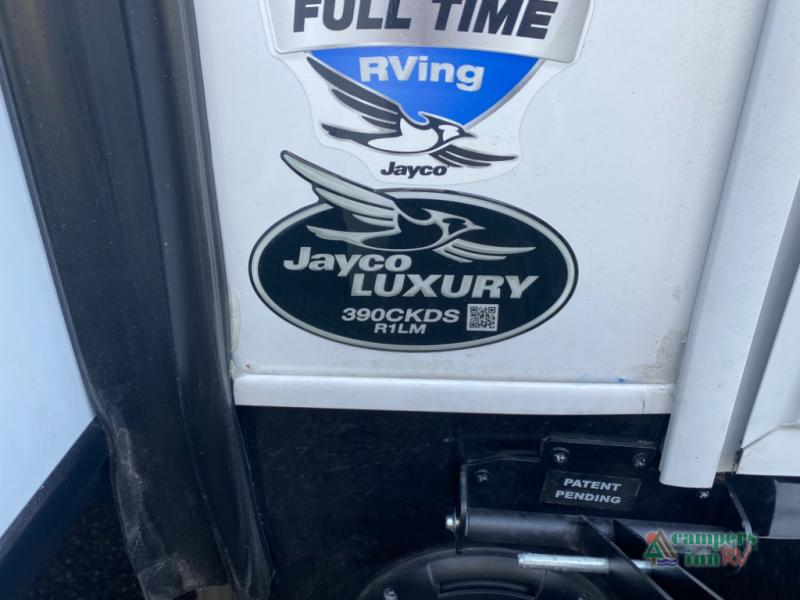 FULL TIME
RVing
Jayco
Jayco
LUXURY
390CKDS
R1LM
PATENT
PENDING
campers
inn RV